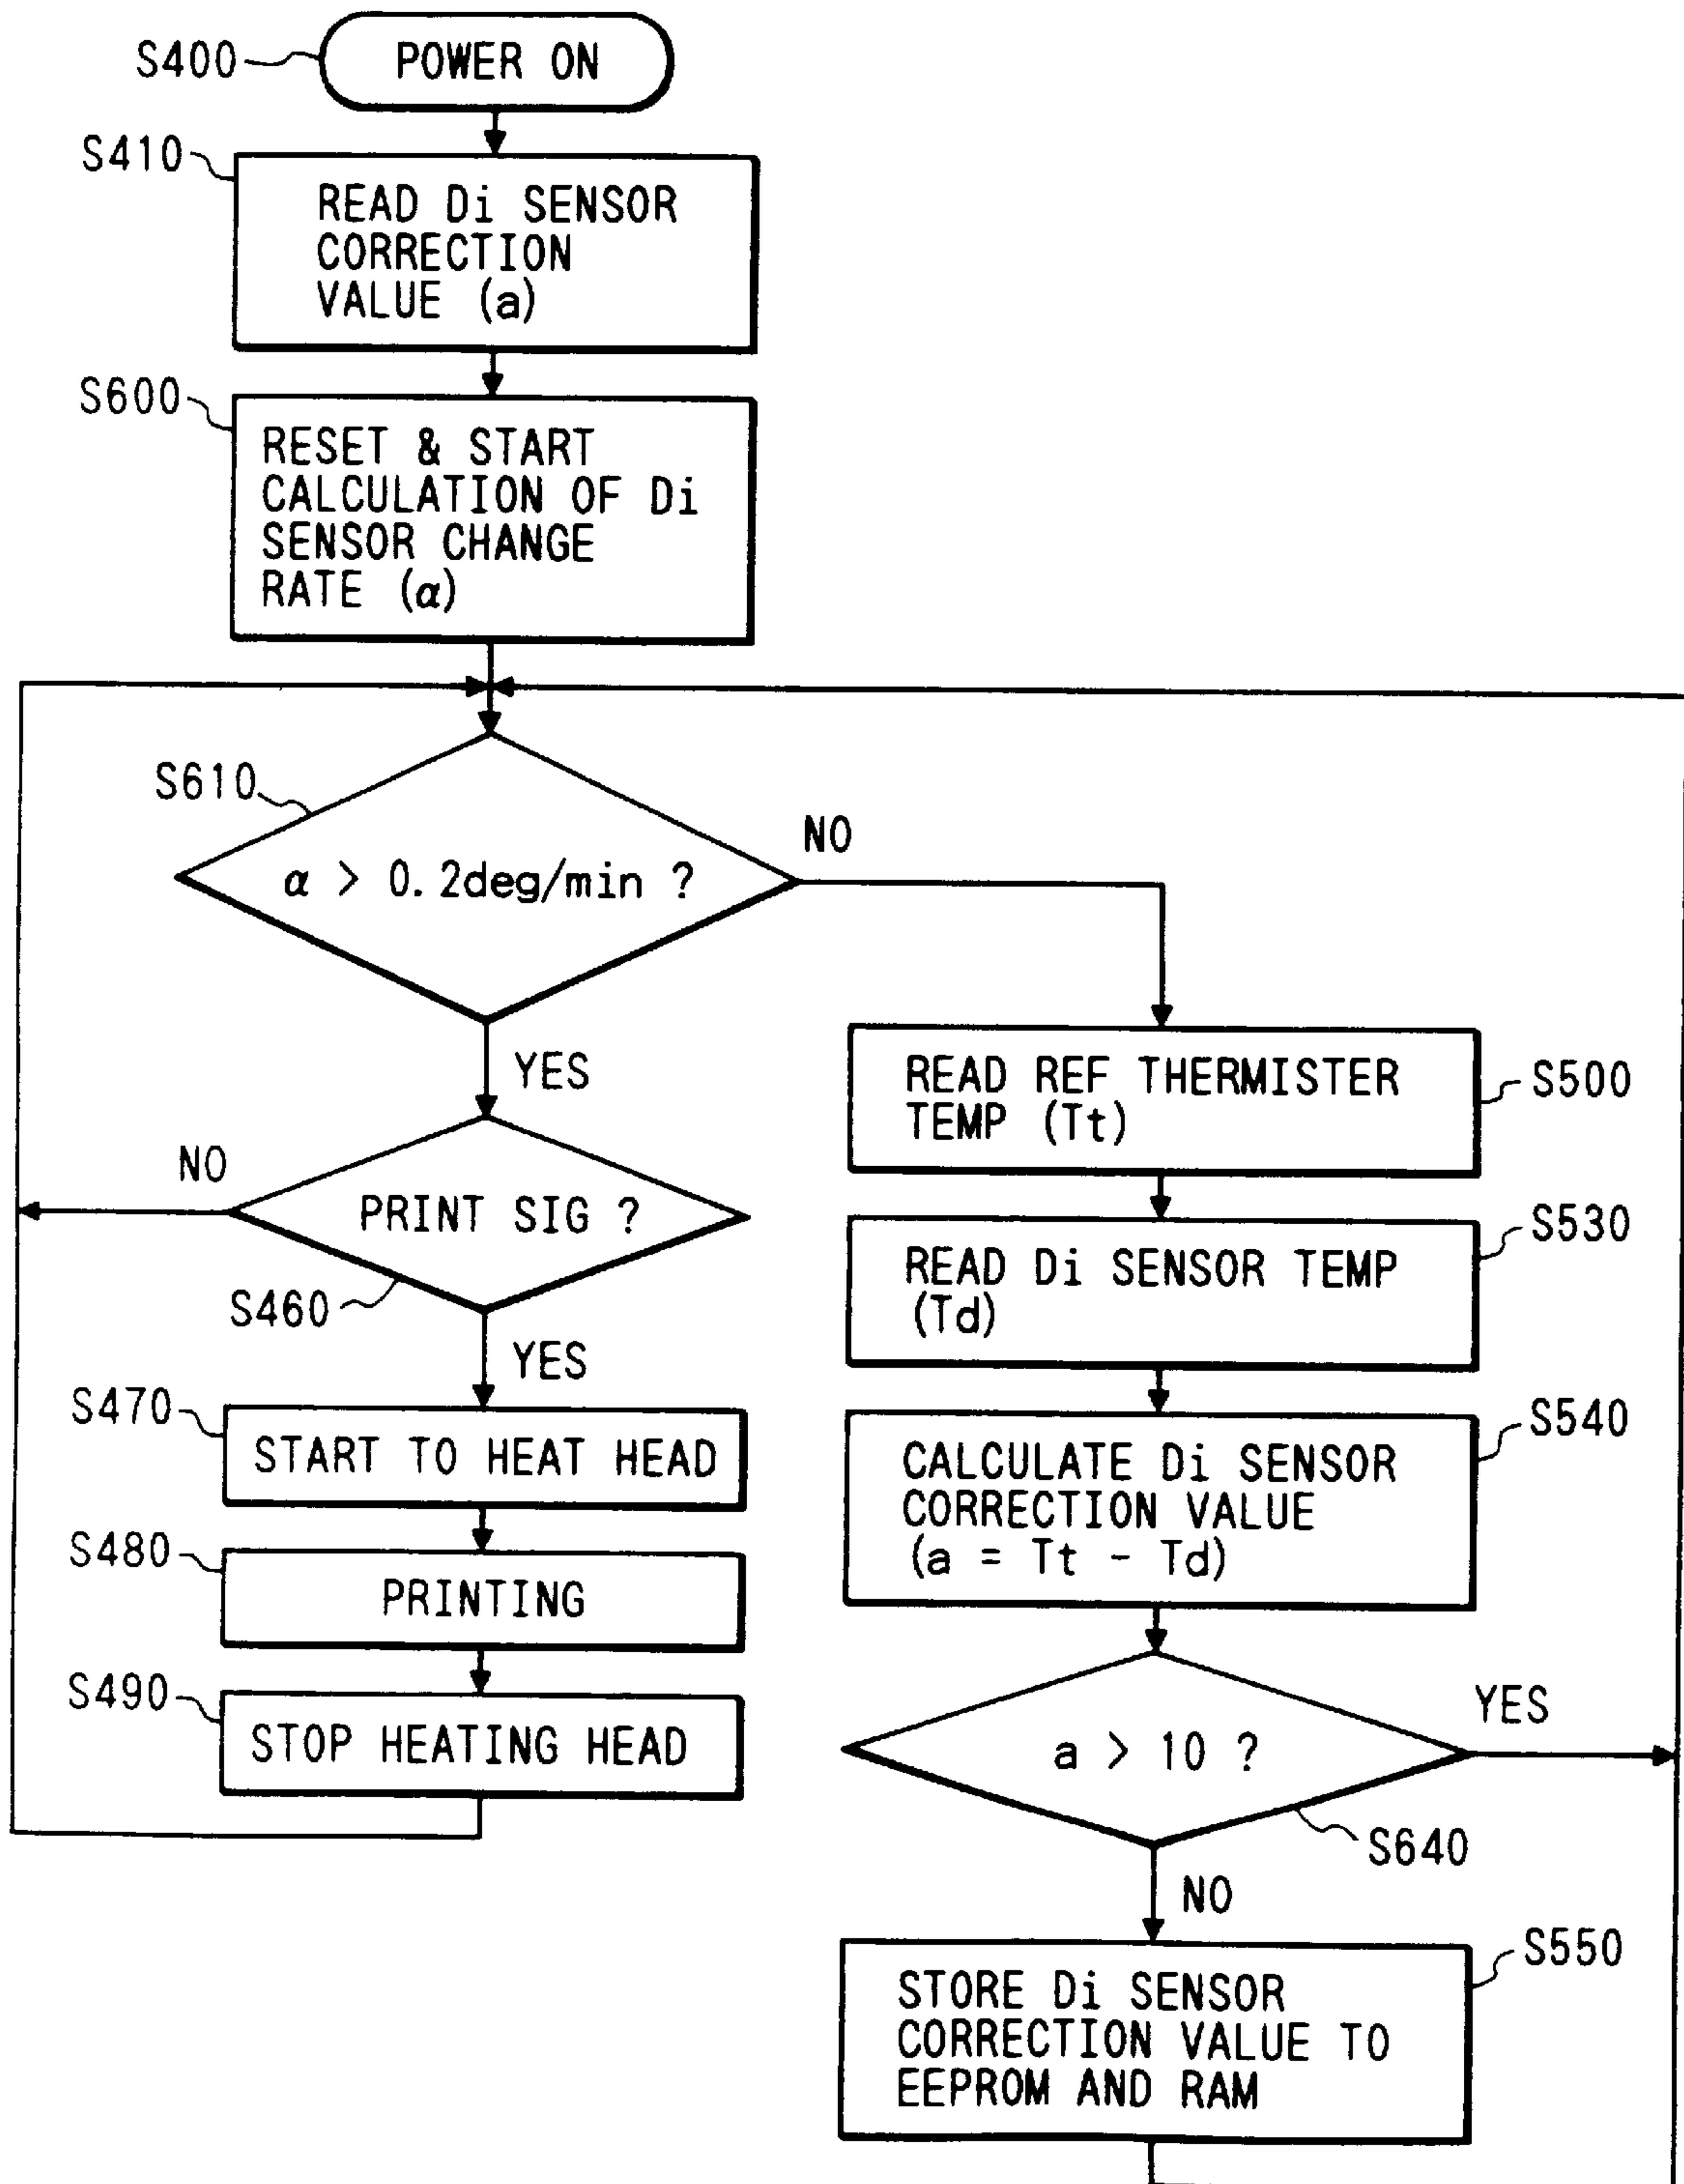 S400
POWER ON
S410
READ Di SENSOR
CORRECTION
VALUE (a)
S600
RESET & START
CALCULATION OF Di
SENSOR CHANGE
RATE (α)
S610
α > 0.2deg/min ?
NO
YES
PRINT SIG ?
NO
S460
YES
S470
START TO HEAT HEAD
S480
PRINTING
S490
STOP HEATING HEAD
READ REF THERMISTER
TEMP (Tt)
S500
READ Di SENSOR TEMP
(Td)
S530
CALCULATE Di SENSOR
CORRECTION VALUE
(a = Tt - Td)
S540
a > 10 ?
YES
S640
NO
STORE Di SENSOR
CORRECTION VALUE TO
EEPROM AND RAM
S550